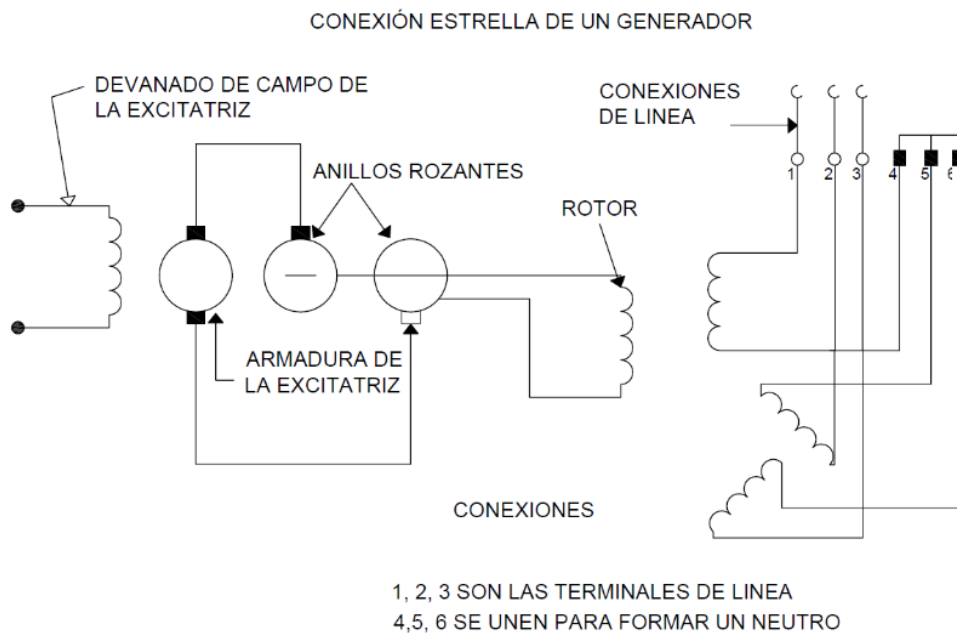 CONEXIÓN ESTRELLA DE UN GENERADOR
DEVANADO DE CAMPO DE
LA EXCITATRIZ
CONEXIONES
DE LINEA
ANILLOS ROZANTES
1 2 3 4 5 6
ROTOR
ARMADURA DE
LA EXCITATRIZ
CONEXIONES
1, 2, 3 SON LAS TERMINALES DE LINEA
4,5, 6 SE UNEN PARA FORMAR UN NEUTRO